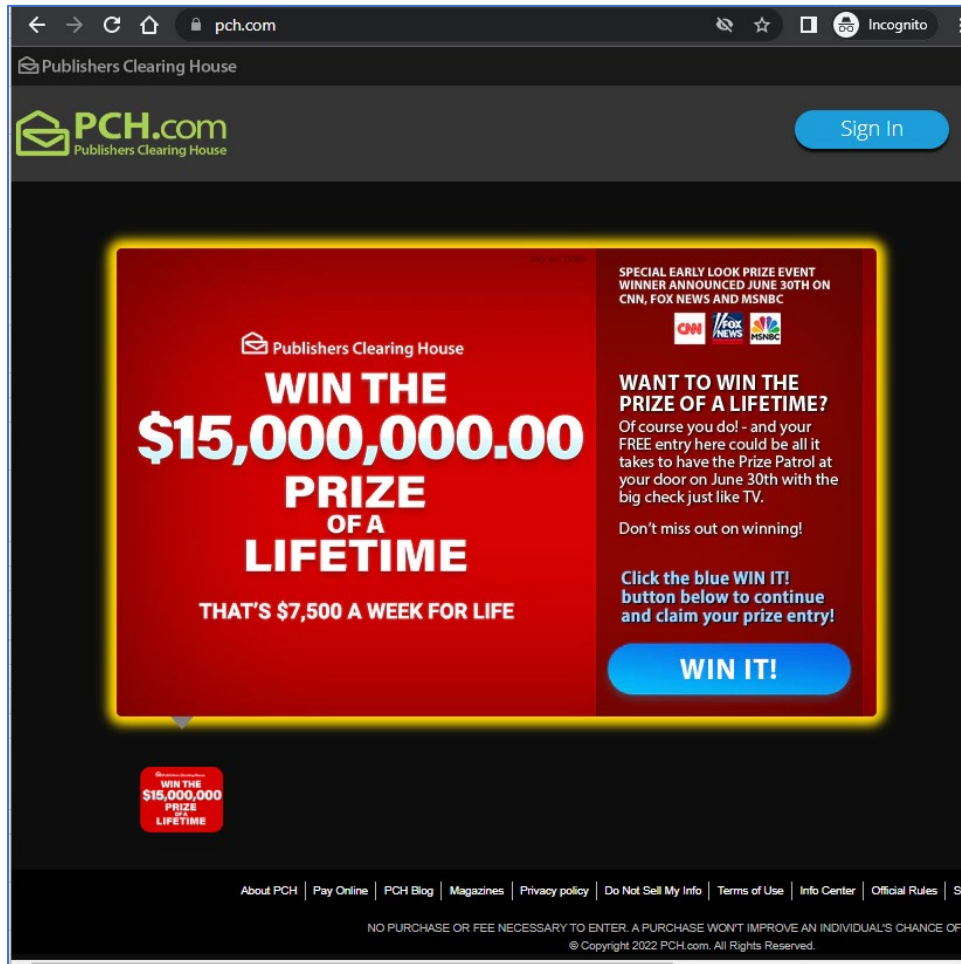 pch.com
Incognito
Publishers Clearing House
PCH.com
Publishers Clearing House
Sign In
Publishers Clearing House
WIN THE
$15,000,000.00
PRIZE
OF A
LIFETIME
THAT'S $7,500 A WEEK FOR LIFE
SPECIAL EARLY LOOK PRIZE EVENT
WINNER ANNOUNCED JUNE 30TH ON
CNN, FOX NEWS AND MSNBC
CNN FOX NEWS MSNBC
WANT TO WIN THE
PRIZE OF A LIFETIME?
Of course you do! - and your
FREE entry here could be all it
takes to have the Prize Patrol at
your door on June 30th with the
big check just like TV.
Don't miss out on winning!
Click the blue WIN IT!
button below to continue
and claim your prize entry!
WIN IT!
Publishers Clearing House
WIN THE
$15,000,000
PRIZE
OF A
LIFETIME
About PCH | Pay Online | PCH Blog | Magazines | Privacy policy | Do Not Sell My Info | Terms of Use | Info Center | Official Rules | S
NO PURCHASE OR FEE NECESSARY TO ENTER. A PURCHASE WON'T IMPROVE AN INDIVIDUAL'S CHANCE OF
© Copyright 2022 PCH.com. All Rights Reserved.